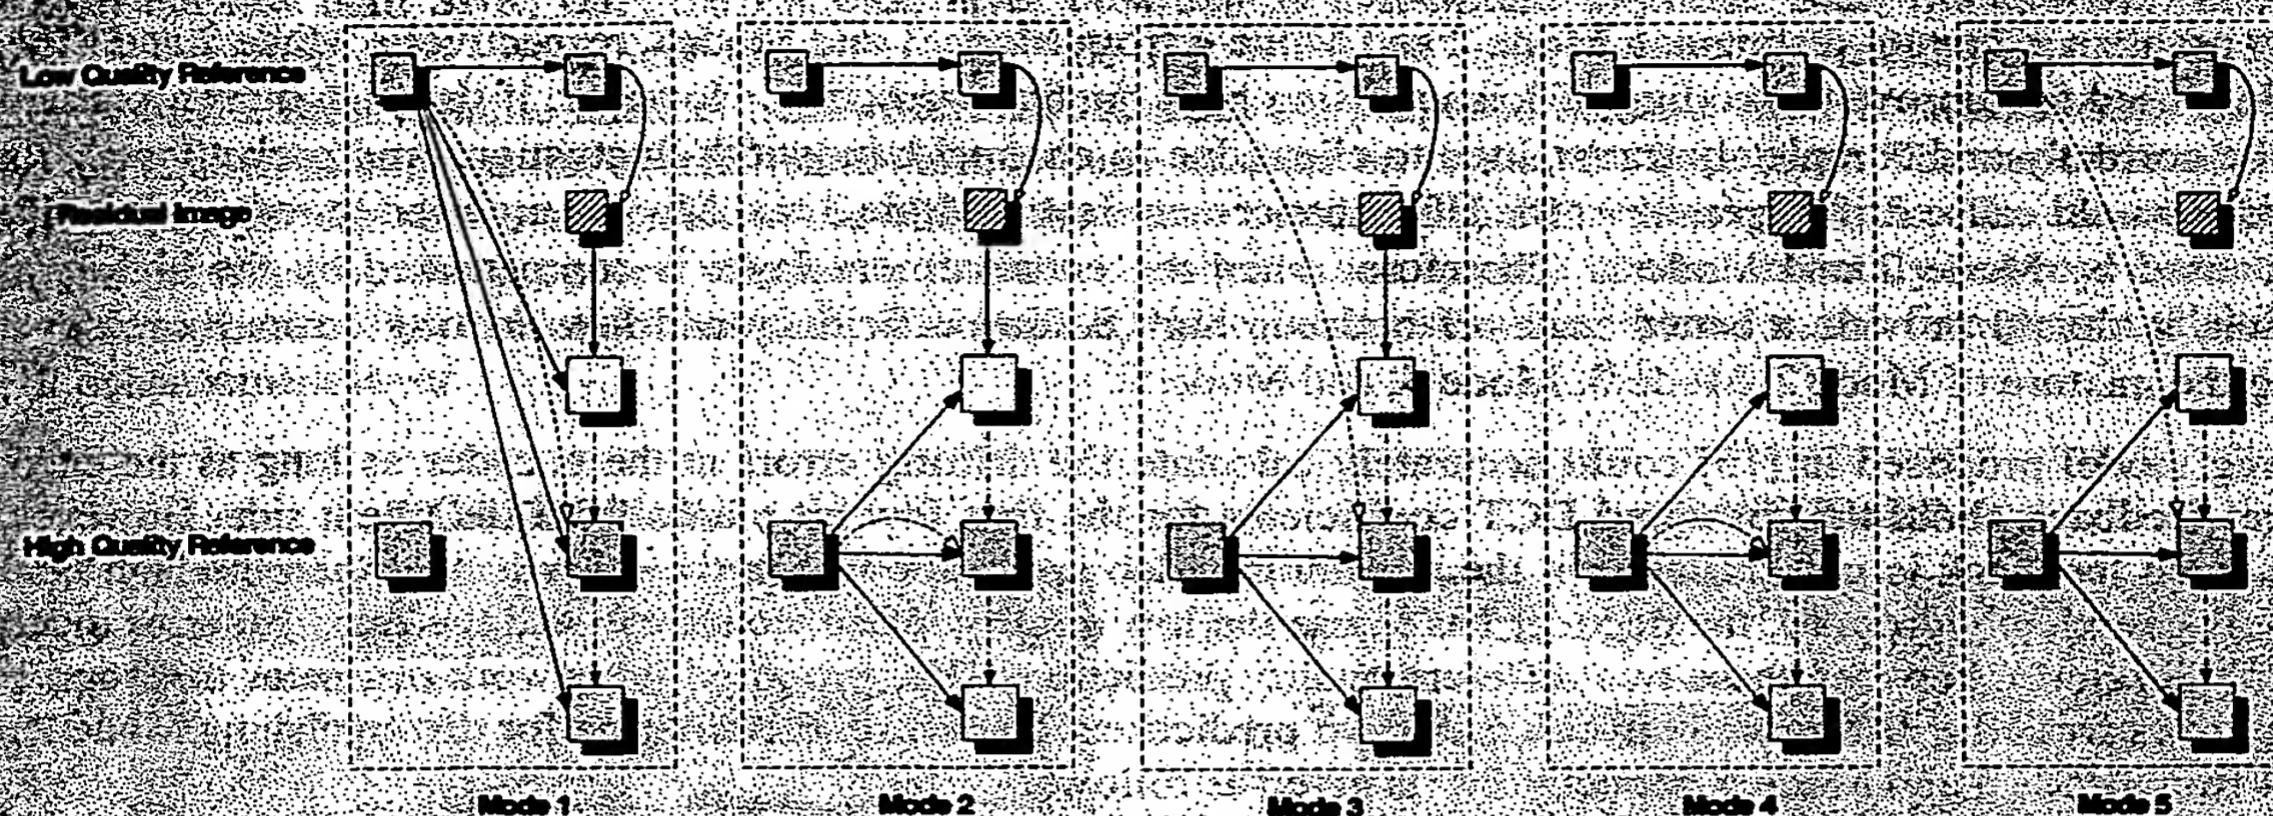 Low Quality Reference
Residual Image
High Quality Reference
Mode 1
Mode 2
Mode 3
Mode 4
Mode 5